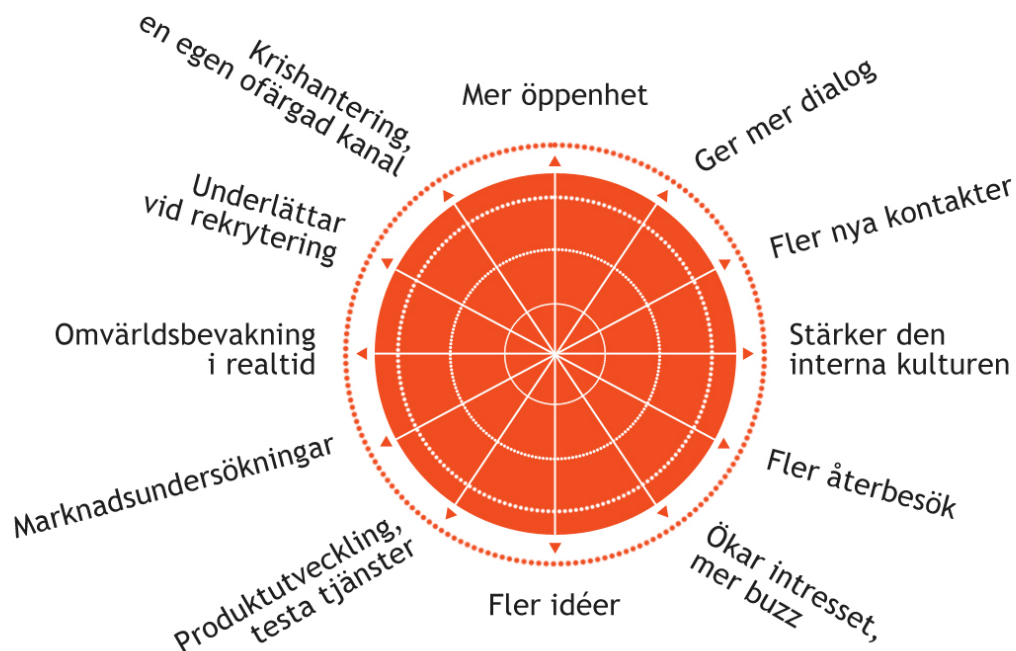 Mer öppenhet
Ger mer dialog
Fler nya kontakter
Stärker den
interna kulturen
Fler återbesök
Ökar intresset,
mer buzz
Fler idéer
Produktutveckling,
testa tjänster
Marknadsundersökningar
Omvärldsbevakning
i realtid
Underlättar
vid rekrytering
Krishantering,
en egen ofärgad kanal